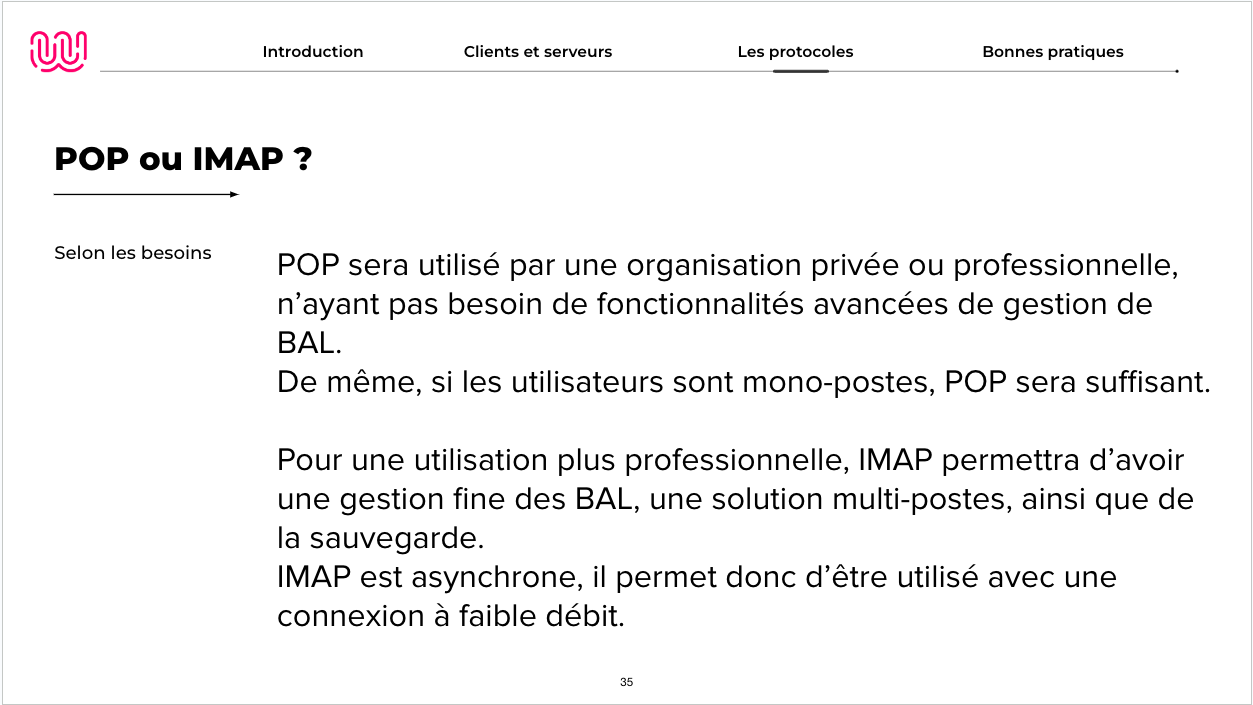 Introduction
Clients et serveurs
Les protocoles
Bonnes pratiques
POP ou IMAP ?
Selon les besoins
POP sera utilisé par une organisation privée ou professionnelle,
n’ayant pas besoin de fonctionnalités avancées de gestion de
BAL.
De même, si les utilisateurs sont mono-postes, POP sera suffisant.
Pour une utilisation plus professionnelle, IMAP permettra d’avoir
une gestion fine des BAL, une solution multi-postes, ainsi que de
la sauvegarde.
IMAP est asynchrone, il permet donc d’être utilisé avec une
connexion à faible débit.
35